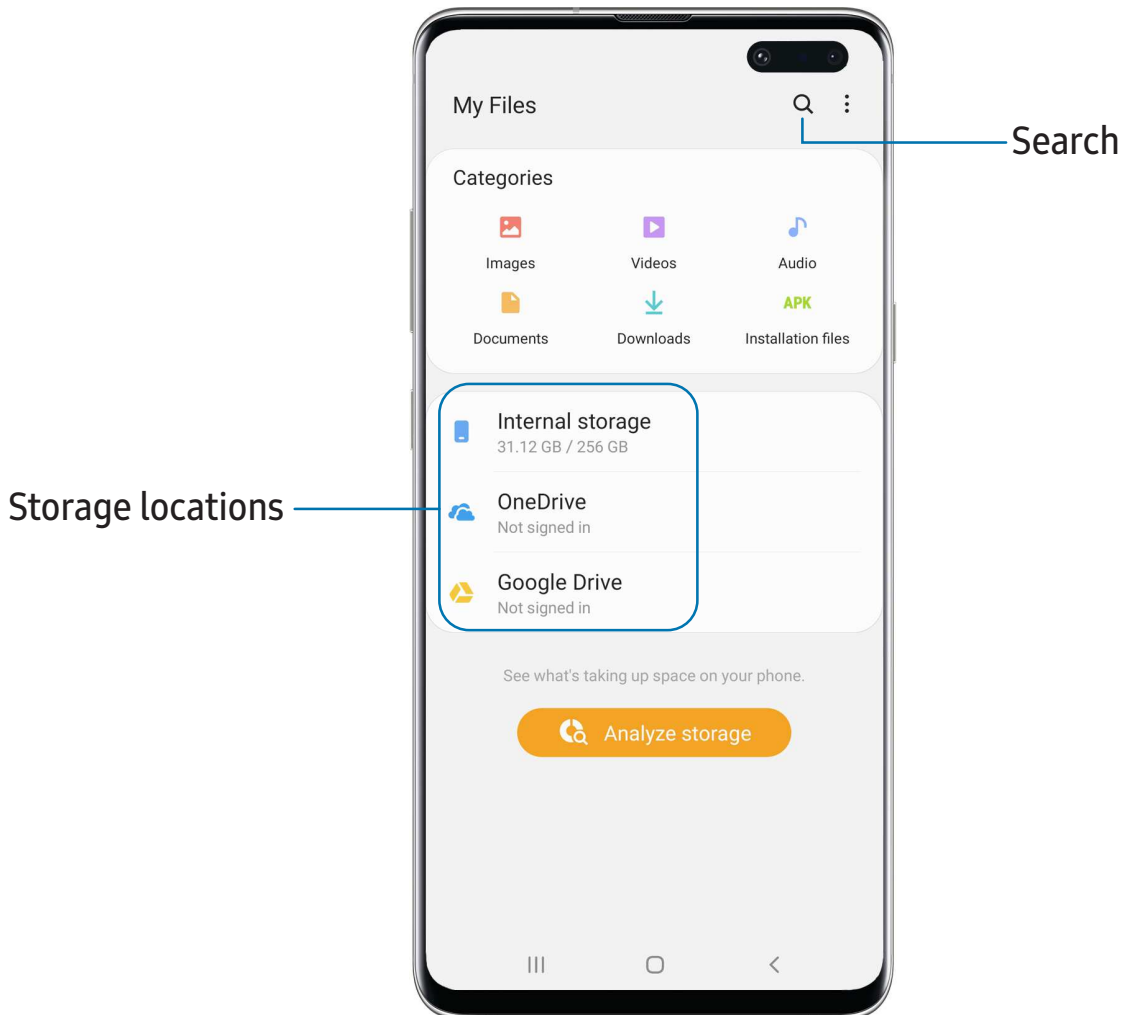 My Files
Search
Categories
Images Videos Audio
APK
Documents Downloads Installation files
Internal storage
31.12 GB / 256 GB
Storage locations
OneDrive
Not signed in
Google Drive
Not signed in
See what's taking up space on your phone.
Analyze storage